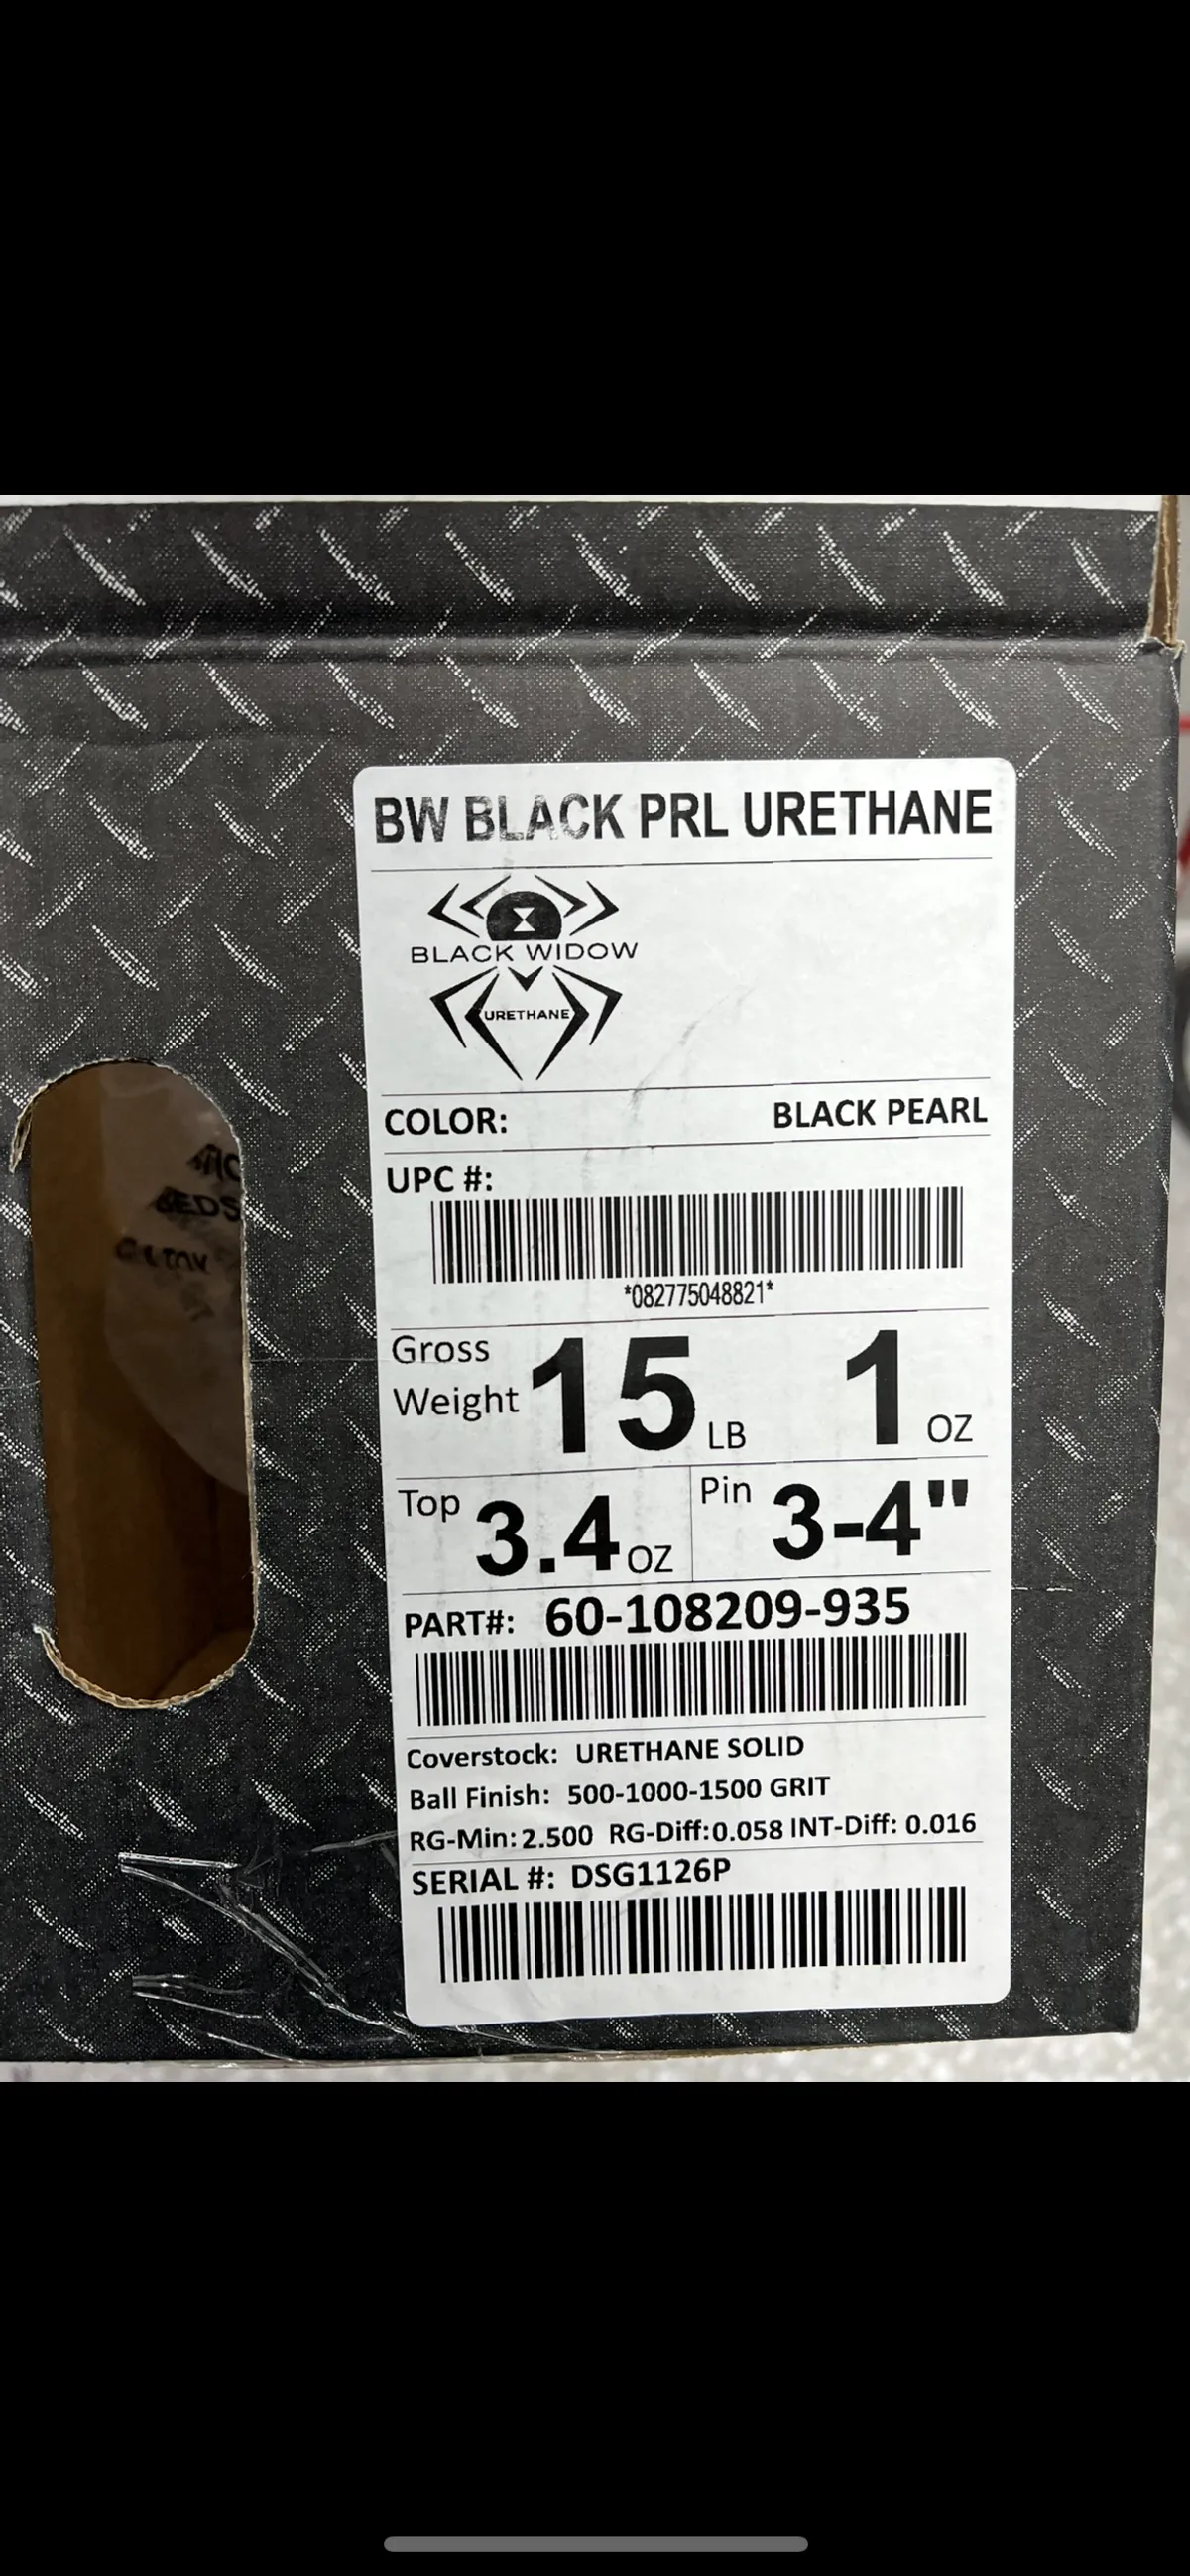 BW BLACK PRL URETHANE
BLACK WIDOW
URETHANE
COLOR: BLACK PEARL
UPC #:
*082775048821*
Gross
Weight 15 LB 1 OZ
Top 3.4 OZ Pin 3-4"
PART#: 60-108209-935
Coverstock: URETHANE SOLID
Ball Finish: 500-1000-1500 GRIT
RG-Min: 2.500 RG-Diff:0.058 INT-Diff: 0.016
SERIAL #: DSG1126P